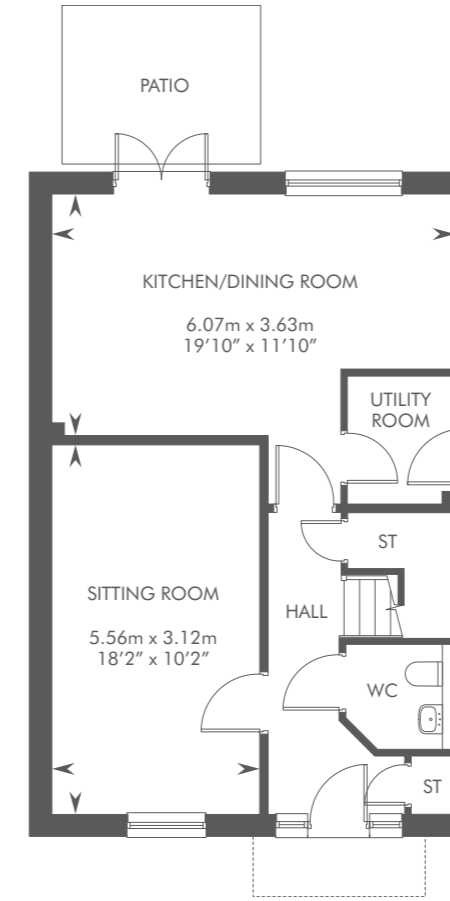 PATIO
KITCHEN/DINING ROOM
6.07m x 3.63m
19′10″ x 11′10″
UTILITY
ROOM
ST
SITTING ROOM
5.56m x 3.12m
18′2″ x 10′2″
HALL
WC
ST